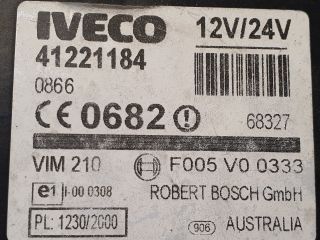 IVECO 12V/24V
41221184
0866
CE 0682 ! 68327
VIM 210 F005 V0 0333
e1 I-00 0308 ROBERT BOSCH GmbH
PL: 1230/2000 906 AUSTRALIA